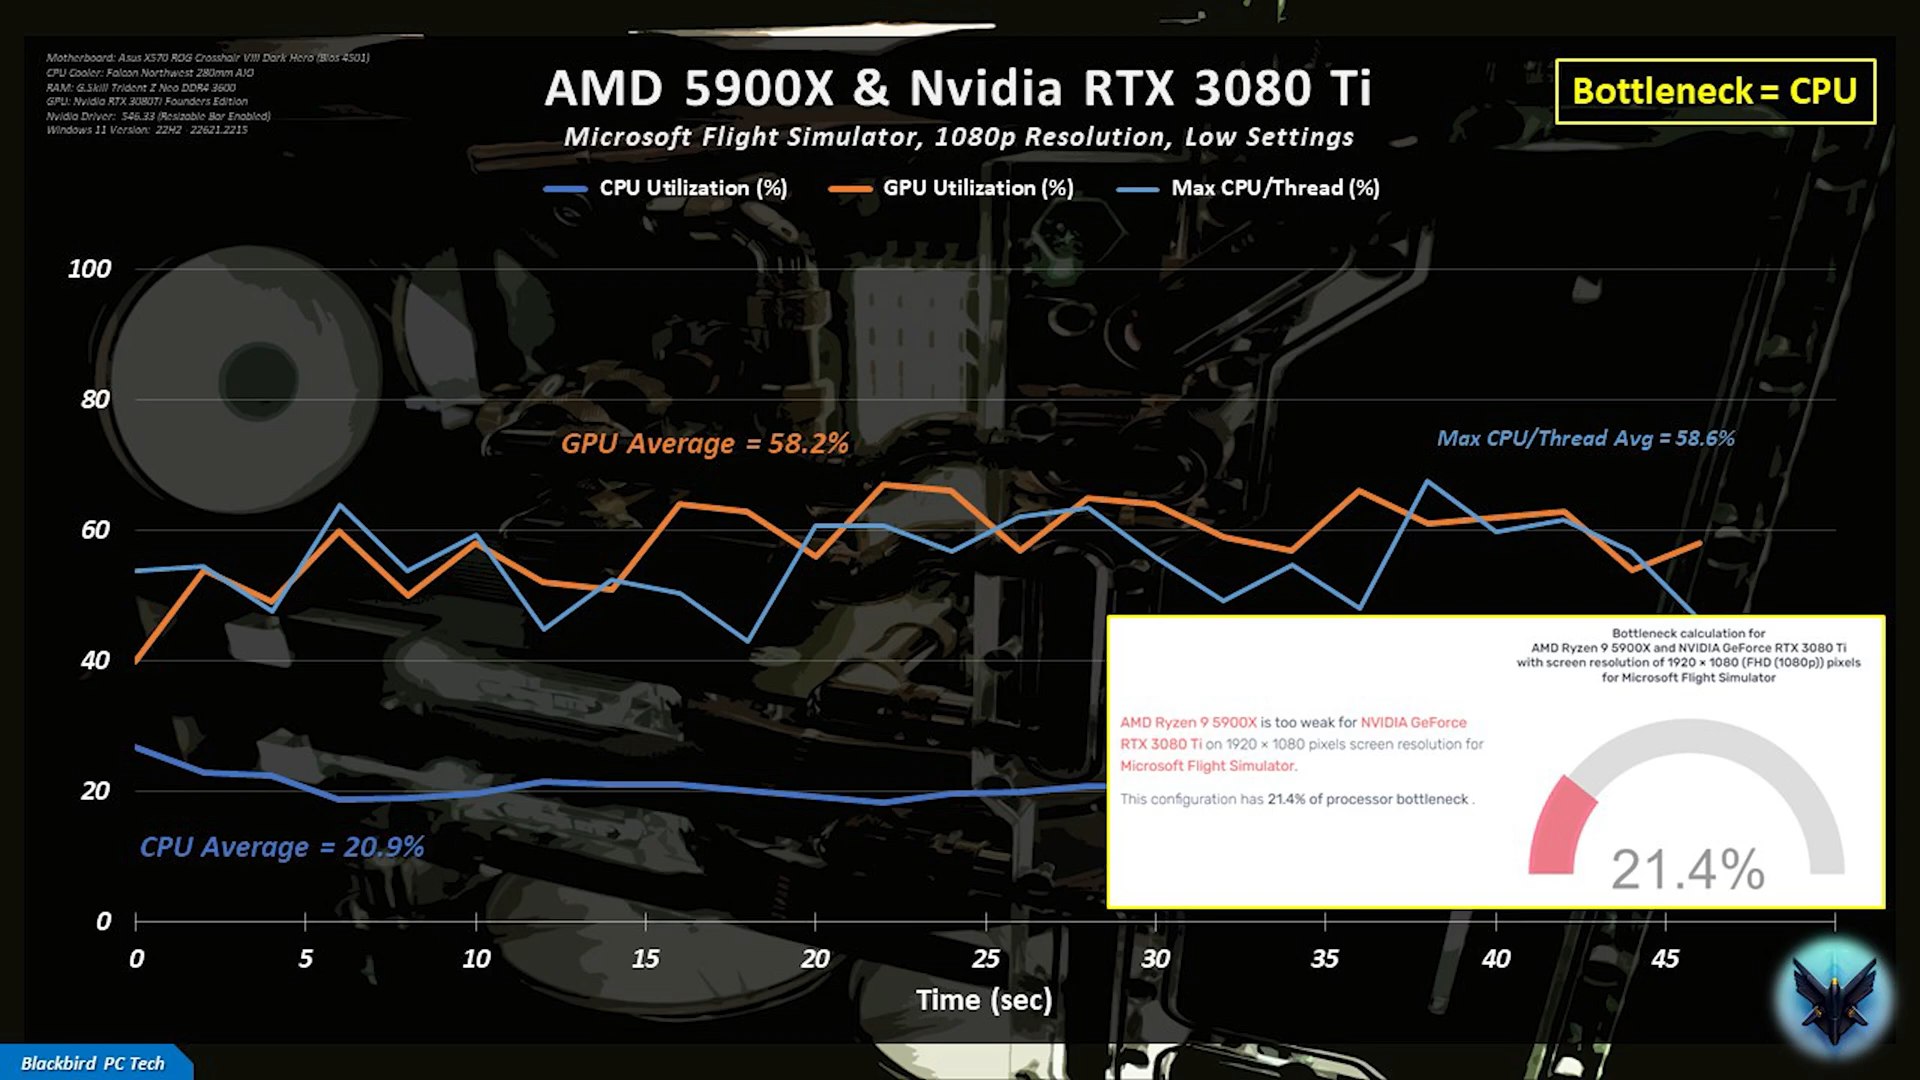 Motherboard: Asus X570 ROG Crosshair VIII Dark Hero (Bios 4501)
CPU Cooler: Falcon Northwest 280mm AIO
RAM: G.Skill Trident Z Neo DDR4 3600
GPU: Nvidia RTX 3080Ti Founders Edition
Nvidia Driver: 546.33 (Resizable Bar Enabled)
Windows 11 Version: 22H2 - 22621.2215
AMD 5900X & Nvidia RTX 3080 Ti
Bottleneck = CPU
Microsoft Flight Simulator, 1080p Resolution, Low Settings
CPU Utilization (%) GPU Utilization (%) Max CPU/Thread (%)
100
80
60
40
20
0
GPU Average = 58.2%
Max CPU/Thread Avg = 58.6%
CPU Average = 20.9%
Bottleneck calculation for
AMD Ryzen 9 5900X and NVIDIA GeForce RTX 3080 Ti
with screen resolution of 1920 × 1080 (FHD (1080p)) pixels
for Microsoft Flight Simulator
AMD Ryzen 9 5900X is too weak for NVIDIA GeForce
RTX 3080 Ti on 1920 × 1080 pixels screen resolution for
Microsoft Flight Simulator.
This configuration has 21.4% of processor bottleneck .
21.4%
0 5 10 15 20 25 30 35 40 45
Time (sec)
Blackbird PC Tech